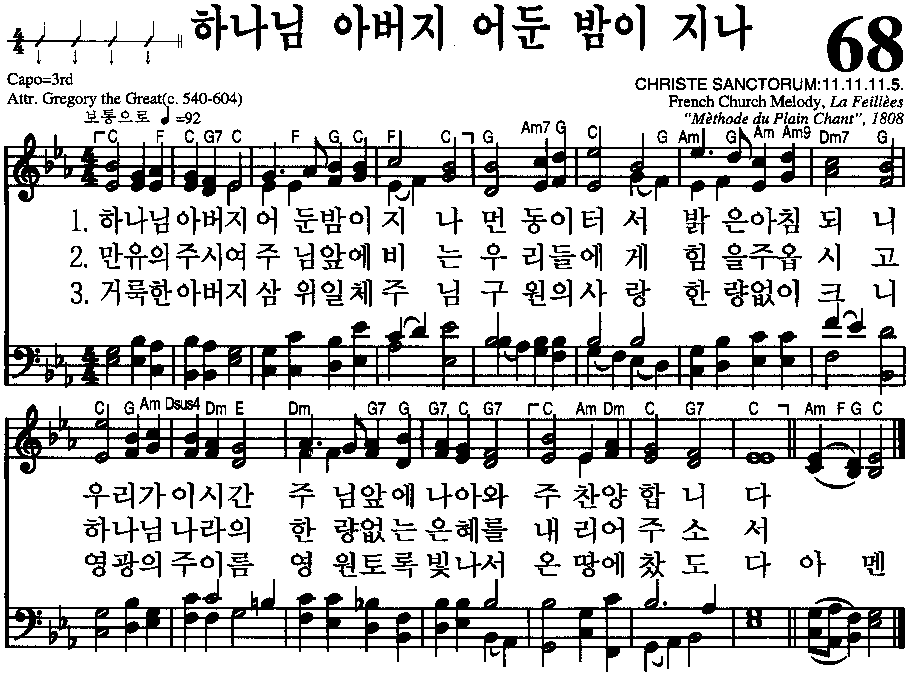 하나님 아버지 어둔 밤이 지나
68
4/4
Capo=3rd
Attr. Gregory the Great(c. 540-604)
보통으로 ♩=92
CHRISTE SANCTORUM:11.11.11.5.
French Church Melody, La Feillèes
"Mèthode du Plain Chant", 1808
C G C G7 C F G C F C G Am7 G C G Am G Am Am9 Dm7 G
1. 하나님아버지어 둔밤이 지 나 먼 동이터 서 밝 은아침 되 니
2. 만유의주시여주 님앞에 비 는 우 리들에 게 힘 을주옵 시 고
3. 거룩한아버지삼 위일체 주 님 구 원의사 랑 한 량없이 크 니
C G Am Dsus4 Dm E Dm G7 G G7 C G7 C Am Dm C G7 C Am F G C
우리가이시간 주 님앞에 나아와 주 찬양 합 니 다
하나님나라의 한 량없는 은혜를 내 리어 주 소 서
영광의주이름 영 원토록 빛나서 온 땅에 찼 도 다 아 멘